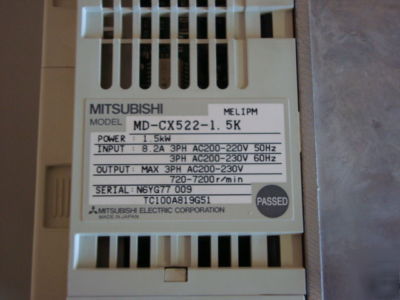 MITSUBISHI
MELIPM
MODEL MD-CX522-1.5K
POWER : 1.5kW
INPUT : 8.2A 3PH AC200-220V 50Hz
3PH AC200-230V 60Hz
OUTPUT: MAX 3PH AC200-230V
720-7200r/min
SERIAL: N6YG77 009
TC100A819G51
PASSED
MITSUBISHI ELECTRIC CORPORATION
MADE IN JAPAN